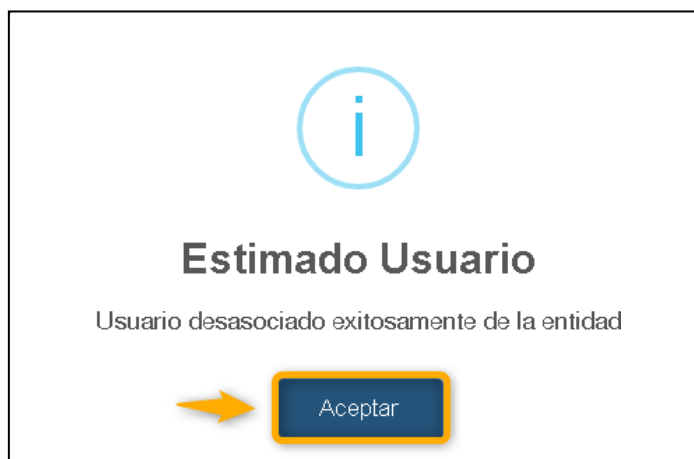 i
Estimado Usuario
Usuario desasociado exitosamente de la entidad
Aceptar